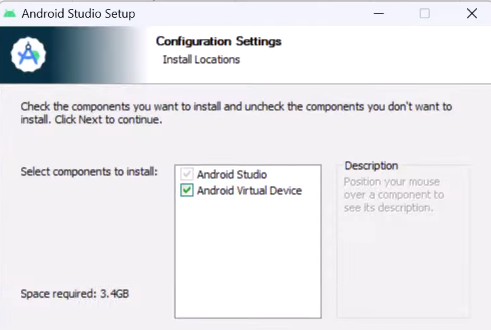 Android Studio Setup
Configuration Settings
Install Locations
Check the components you want to install and uncheck the components you don't want to
install. Click Next to continue.
Select components to install:
Android Studio
Android Virtual Device
Description
Position your mouse
over a component to
see its description.
Space required: 3.4GB